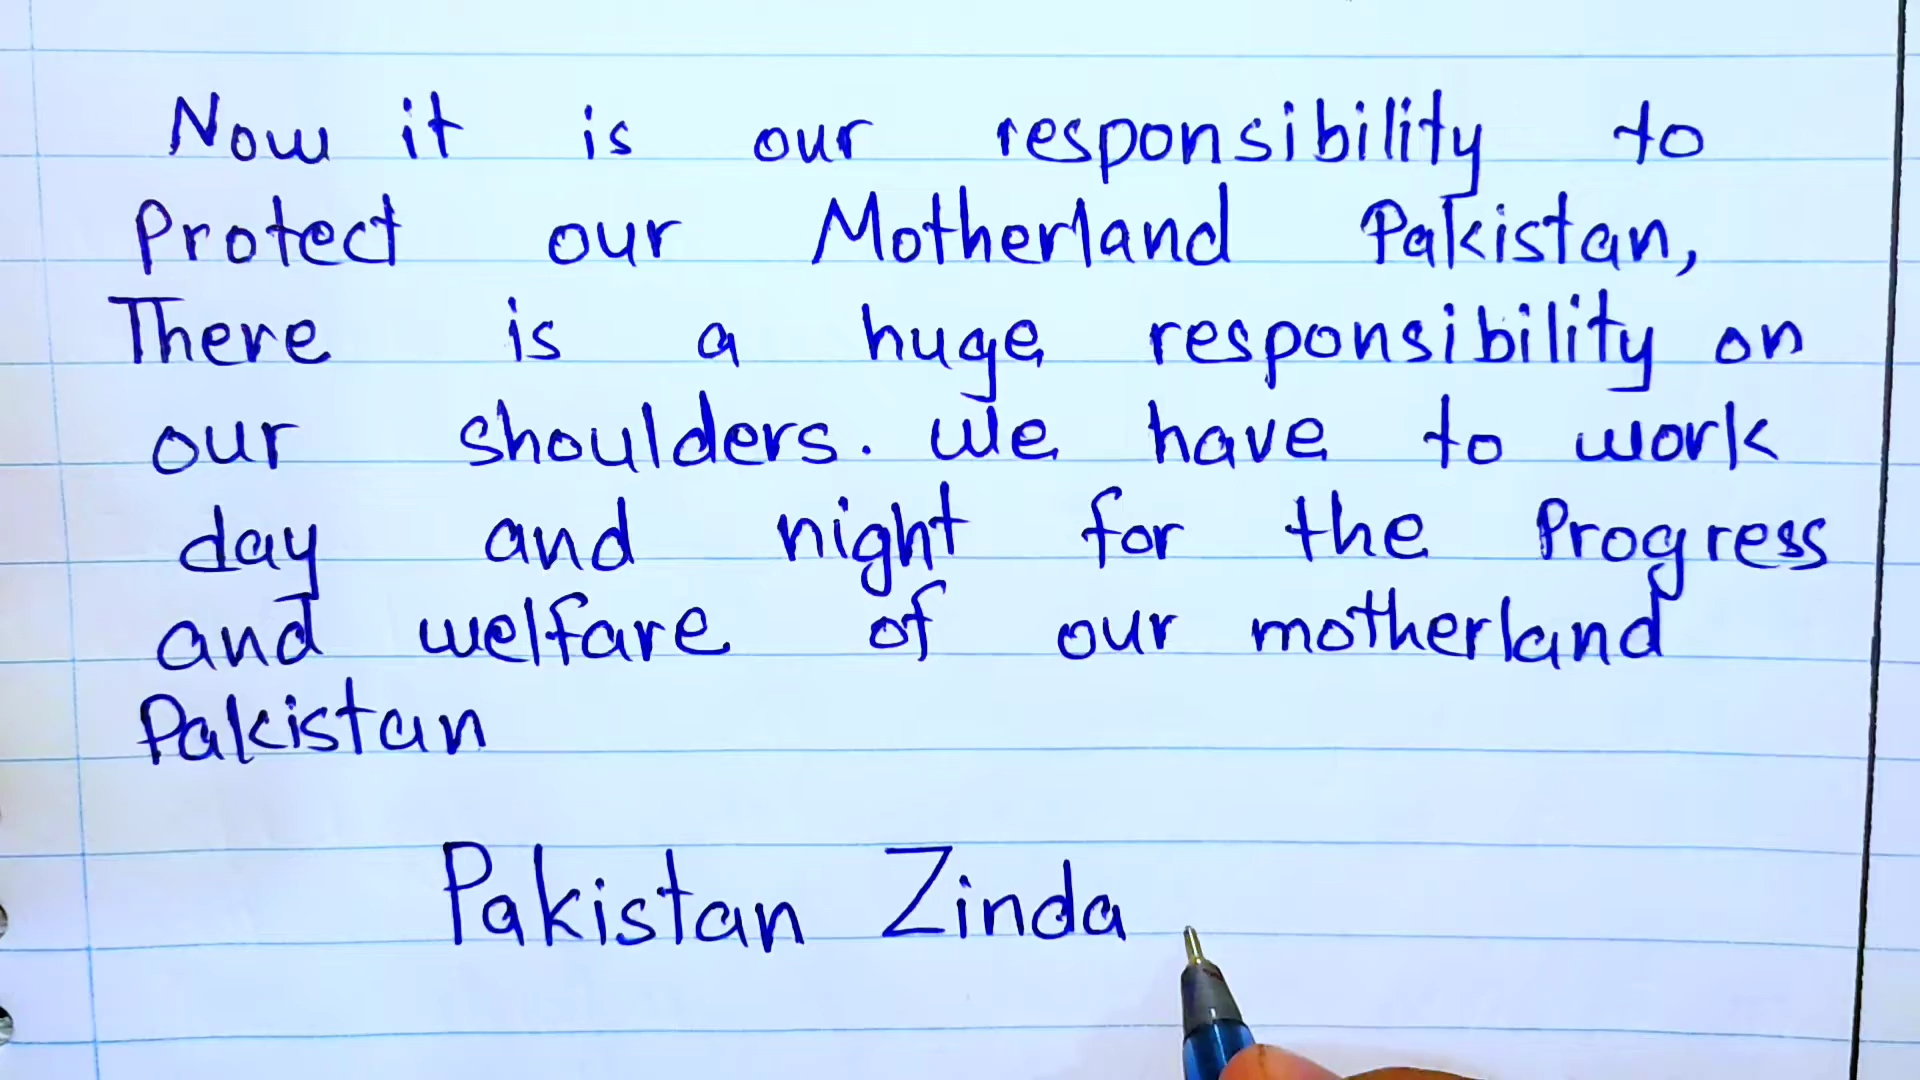 Now it is our responsibility to
Protect our Motherland Pakistan,
There is a huge responsibility on
our shoulders. We have to work
day and night for the Progress
and welfare of our motherland
Pakistan
Pakistan Zinda